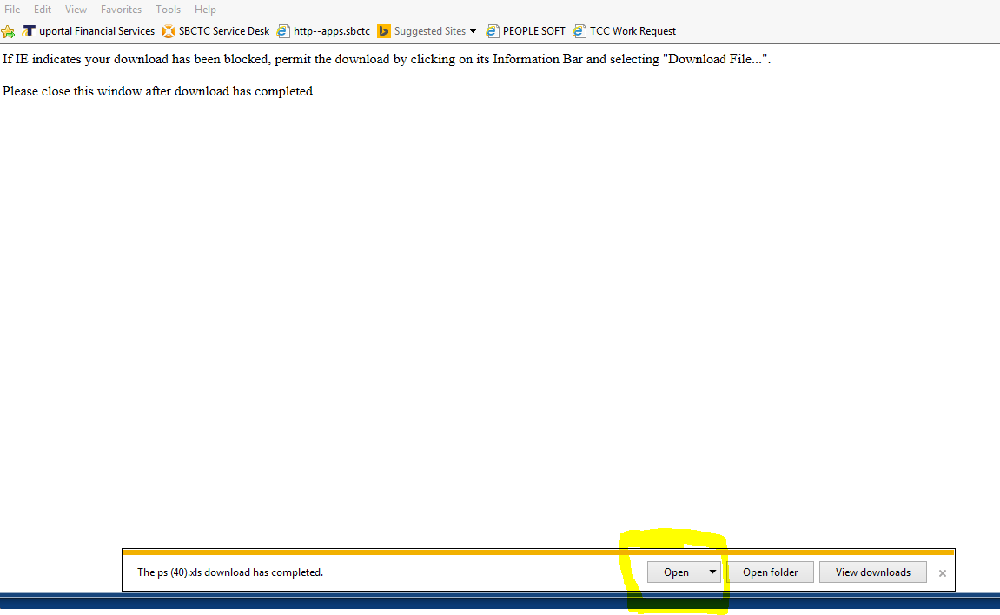 File Edit View Favorites Tools Help
uportal Financial Services SBCTC Service Desk http--apps.sbctc Suggested Sites PEOPLE SOFT TCC Work Request
If IE indicates your download has been blocked, permit the download by clicking on its Information Bar and selecting "Download File...".
Please close this window after download has completed ...
The ps (40).xls download has completed. Open Open folder View downloads